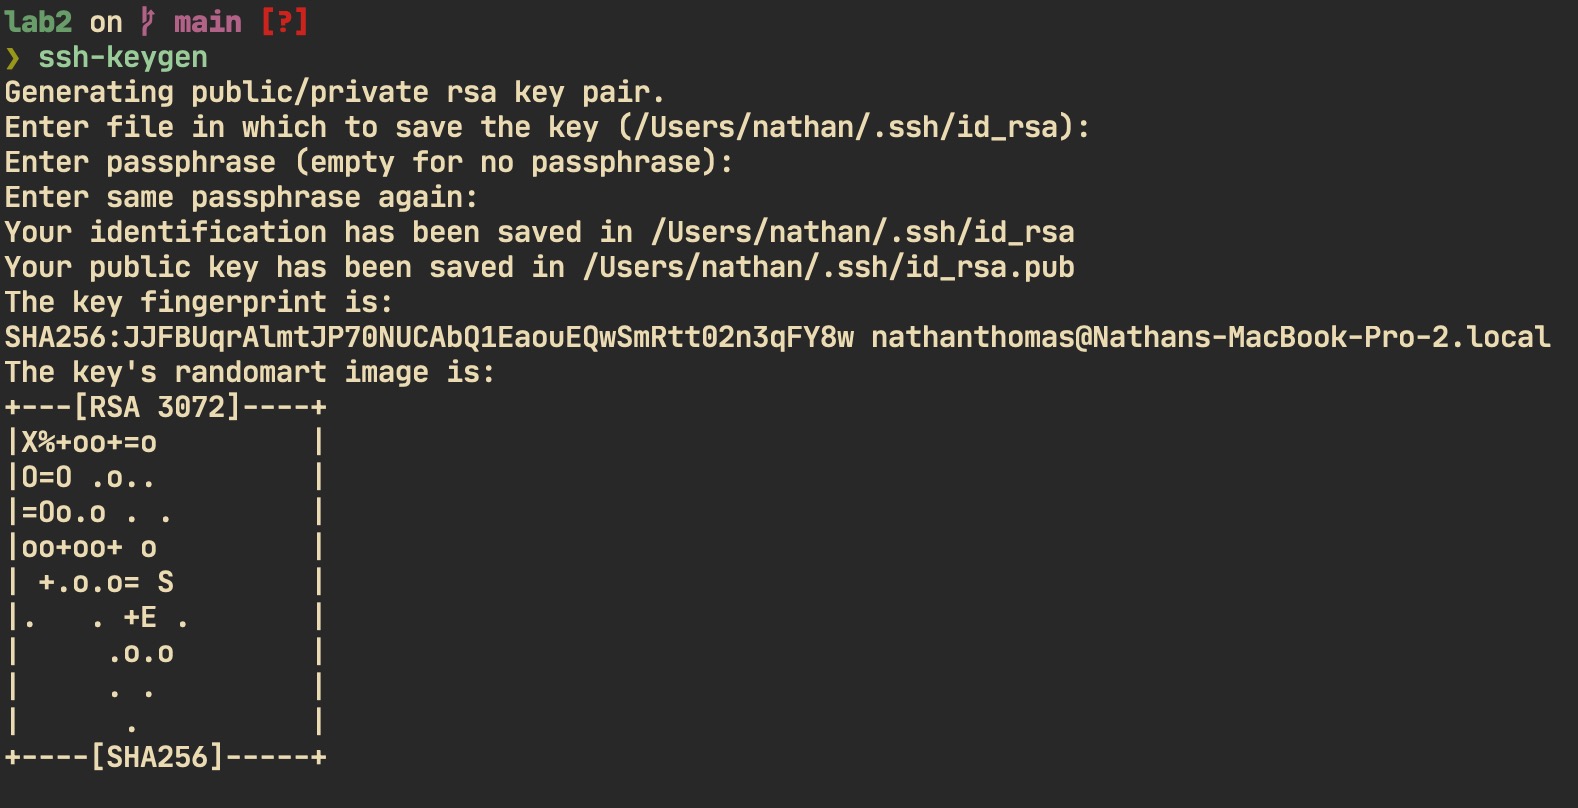 lab2 on main [?]
❯ ssh-keygen
Generating public/private rsa key pair.
Enter file in which to save the key (/Users/nathan/.ssh/id_rsa):
Enter passphrase (empty for no passphrase):
Enter same passphrase again:
Your identification has been saved in /Users/nathan/.ssh/id_rsa
Your public key has been saved in /Users/nathan/.ssh/id_rsa.pub
The key fingerprint is:
SHA256:JJFBUqrAlmtJP70NUCAbQ1EaouEQwSmRtt02n3qFY8w nathanthomas@Nathans-MacBook-Pro-2.local
The key's randomart image is:
+---[RSA 3072]----+
|X%+oo+=o         |
|O=O .o..         |
|=Oo.o . .        |
|oo+oo+ o         |
| +.o.o= S        |
|.   . +E .       |
|     .o.o        |
|     . .         |
|      .          |
+----[SHA256]-----+